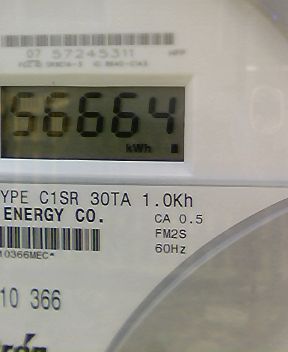 07 57245311
56664
kWh
YPE C1SR 30TA 1.0Kh
ENERGY CO.
CA 0.5
FM2S
60Hz
10366MEC*
10 366
rón